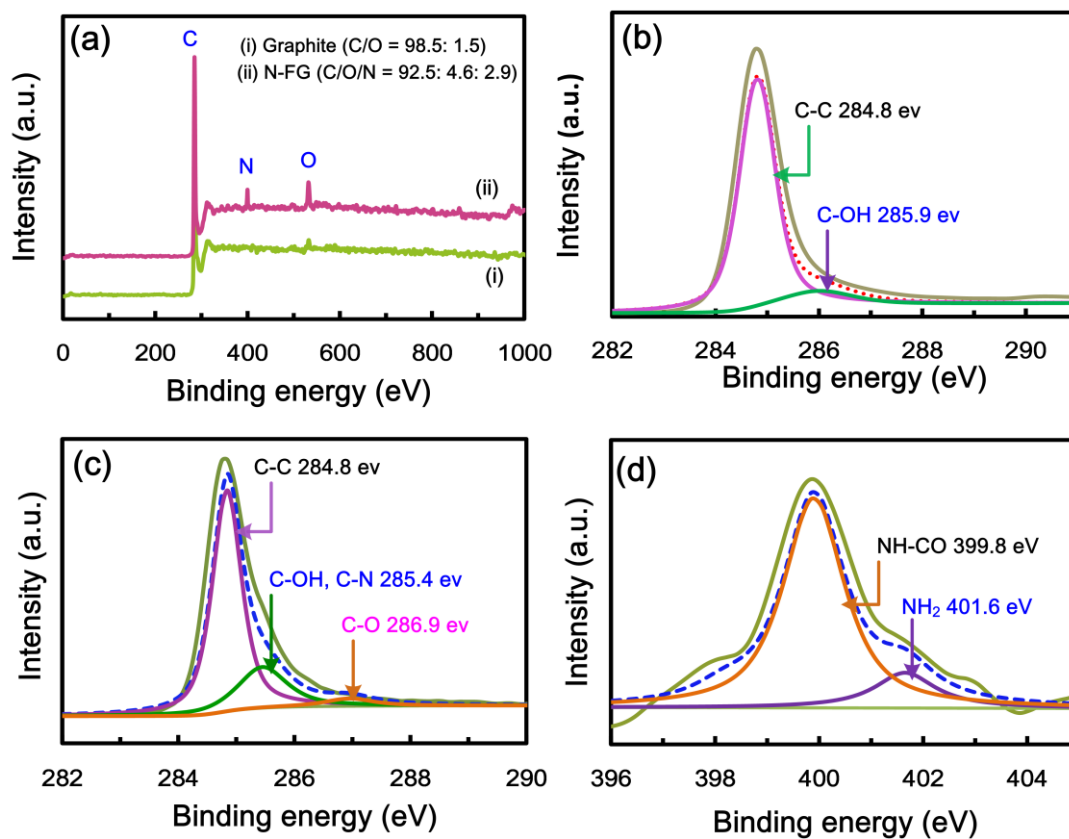 (a)
C
(i) Graphite (C/O = 98.5: 1.5)
(ii) N-FG (C/O/N = 92.5: 4.6: 2.9)
N
O
(ii)
(i)
Intensity (a.u.)
0 200 400 600 800 1000
Binding energy (eV)
(b)
C-C 284.8 ev
C-OH 285.9 ev
Intensity (a.u.)
282 284 286 288 290
Binding energy (eV)
(c)
C-C 284.8 ev
C-OH, C-N 285.4 ev
C-O 286.9 ev
Intensity (a.u.)
282 284 286 288 290
Binding energy (eV)
(d)
NH-CO 399.8 eV
NH₂ 401.6 eV
Intensity (a.u.)
396 398 400 402 404
Binding energy (eV)